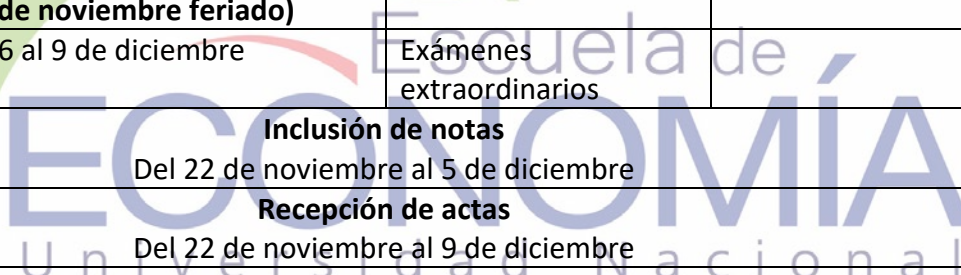 de noviembre feriado)
6 al 9 de diciembre
Exámenes
extraordinarios
Inclusión de notas
Del 22 de noviembre al 5 de diciembre
Recepción de actas
Del 22 de noviembre al 9 de diciembre
Escuela de
ECONOMÍA
Universidad Nacional